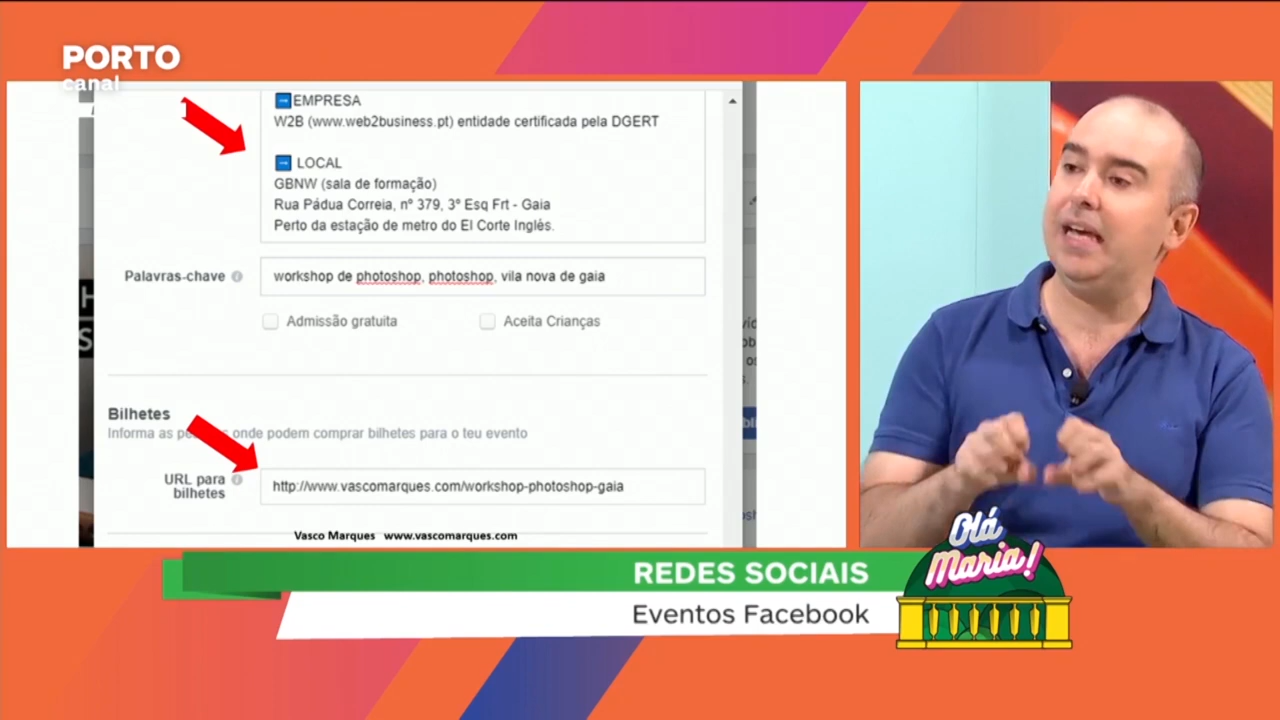 PORTO
canal
EMPRESA
W2B (www.web2business.pt) entidade certificada pela DGERT
LOCAL
GBNW (sala de formação)
Rua Pádua Correia, nº 379, 3º Esq Frt - Gaia
Perto da estação de metro do El Corte Inglés.
Palavras-chave
workshop de photoshop, photoshop, vila nova de gaia
Admissão gratuita
Aceita Crianças
Bilhetes
Informa as onde podem comprar bilhetes para o teu evento
URL para
bilhetes
http://www.vascomarques.com/workshop-photoshop-gaia
Vasco Marques www.vascomarques.com
REDES SOCIAIS
Eventos Facebook
Olá
Maria!